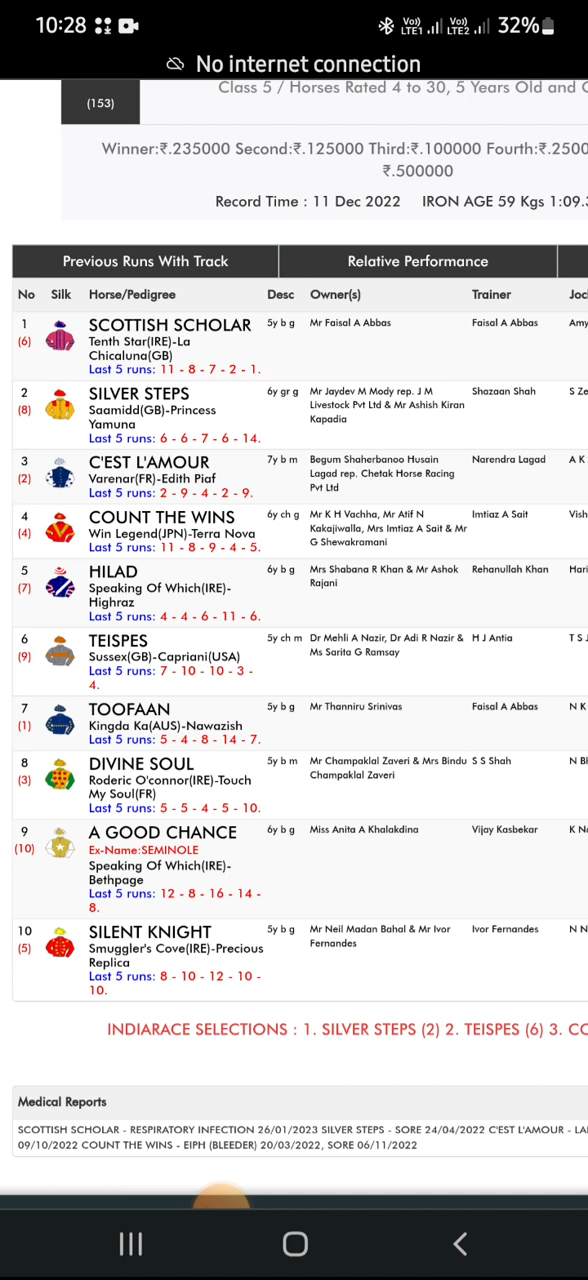 10:28
Vo)) LTE1 Vo)) LTE2 32%
No internet connection
(153)
Class 5 / Horses Rated 4 to 30, 5 Years Old and
Winner:₹.235000 Second:₹.125000 Third:₹.100000 Fourth:₹.2500
₹.500000
Record Time : 11 Dec 2022 IRON AGE 59 Kgs 1:09.
Previous Runs With Track Relative Performance
No Silk Horse/Pedigree Desc Owner(s) Trainer Joc
1 SCOTTISH SCHOLAR 5y b g Mr Faisal A Abbas Faisal A Abbas Amy
(6) Tenth Star(IRE)-La
Chicaluna(GB)
Last 5 runs: 11 - 8 - 7 - 2 - 1.
2 SILVER STEPS 6y gr g Mr Jaydev M Mody rep. J M Shazaan Shah S Ze
(8) Saamidd(GB)-Princess Livestock Pvt Ltd & Mr Ashish Kiran
Yamuna Kapadia
Last 5 runs: 6 - 6 - 7 - 6 - 14.
3 C'EST L'AMOUR 7y b m Begum Shaherbanoo Husain Narendra Lagad A K
(2) Varenar(FR)-Edith Piaf Lagad rep. Chetak Horse Racing
Last 5 runs: 2 - 9 - 4 - 2 - 9. Pvt Ltd
4 COUNT THE WINS 6y ch g Mr K H Vachha, Mr Atif N Imtiaz A Sait Vish
(4) Win Legend(JPN)-Terra Nova Kakajiwalla, Mrs Imtiaz A Sait & Mr
Last 5 runs: 11 - 8 - 9 - 4 - 5. G Shewakramani
5 HILAD 6y b g Mrs Shabana R Khan & Mr Ashok Rehanullah Khan Hari
(7) Speaking Of Which(IRE)- Rajani
Highraz
Last 5 runs: 4 - 4 - 6 - 11 - 6.
6 TEISPES 5y ch m Dr Mehli A Nazir, Dr Adi R Nazir & H J Antia T S
(9) Sussex(GB)-Capriani(USA) Ms Sarita G Ramsay
Last 5 runs: 7 - 10 - 10 - 3 -
4.
7 TOOFAAN 5y b g Mr Thanniru Srinivas Faisal A Abbas N K
(1) Kingda Ka(AUS)-Nawazish
Last 5 runs: 5 - 4 - 8 - 14 - 7.
8 DIVINE SOUL 5y b m Mr Champaklal Zaveri & Mrs Bindu S S Shah N Bh
(3) Roderic O'connor(IRE)-Touch Champaklal Zaveri
My Soul(FR)
Last 5 runs: 5 - 5 - 4 - 5 - 10.
9 A GOOD CHANCE 6y b g Miss Anita A Khalakdina Vijay Kasbekar K Na
(10) Ex-Name:SEMINOLE
Speaking Of Which(IRE)-
Bethpage
Last 5 runs: 12 - 8 - 16 - 14 -
8.
10 SILENT KNIGHT 5y b g Mr Neil Madan Bahal & Mr Ivor Ivor Fernandes N N
(5) Smuggler's Cove(IRE)-Precious Fernandes
Replica
Last 5 runs: 8 - 10 - 12 - 10 -
10.
INDIARACE SELECTIONS : 1. SILVER STEPS (2) 2. TEISPES (6) 3. CO
Medical Reports
SCOTTISH SCHOLAR - RESPIRATORY INFECTION 26/01/2023 SILVER STEPS - SORE 24/04/2022 C'EST L'AMOUR - LA
09/10/2022 COUNT THE WINS - EIPH (BLEEDER) 20/03/2022, SORE 06/11/2022